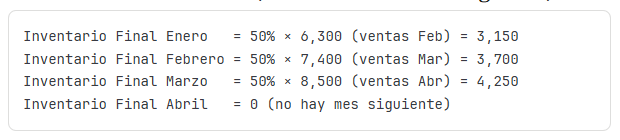 Inventario Final Enero   = 50% × 6,300 (ventas Feb) = 3,150
Inventario Final Febrero = 50% × 7,400 (ventas Mar) = 3,700
Inventario Final Marzo   = 50% × 8,500 (ventas Abr) = 4,250
Inventario Final Abril   = 0 (no hay mes siguiente)